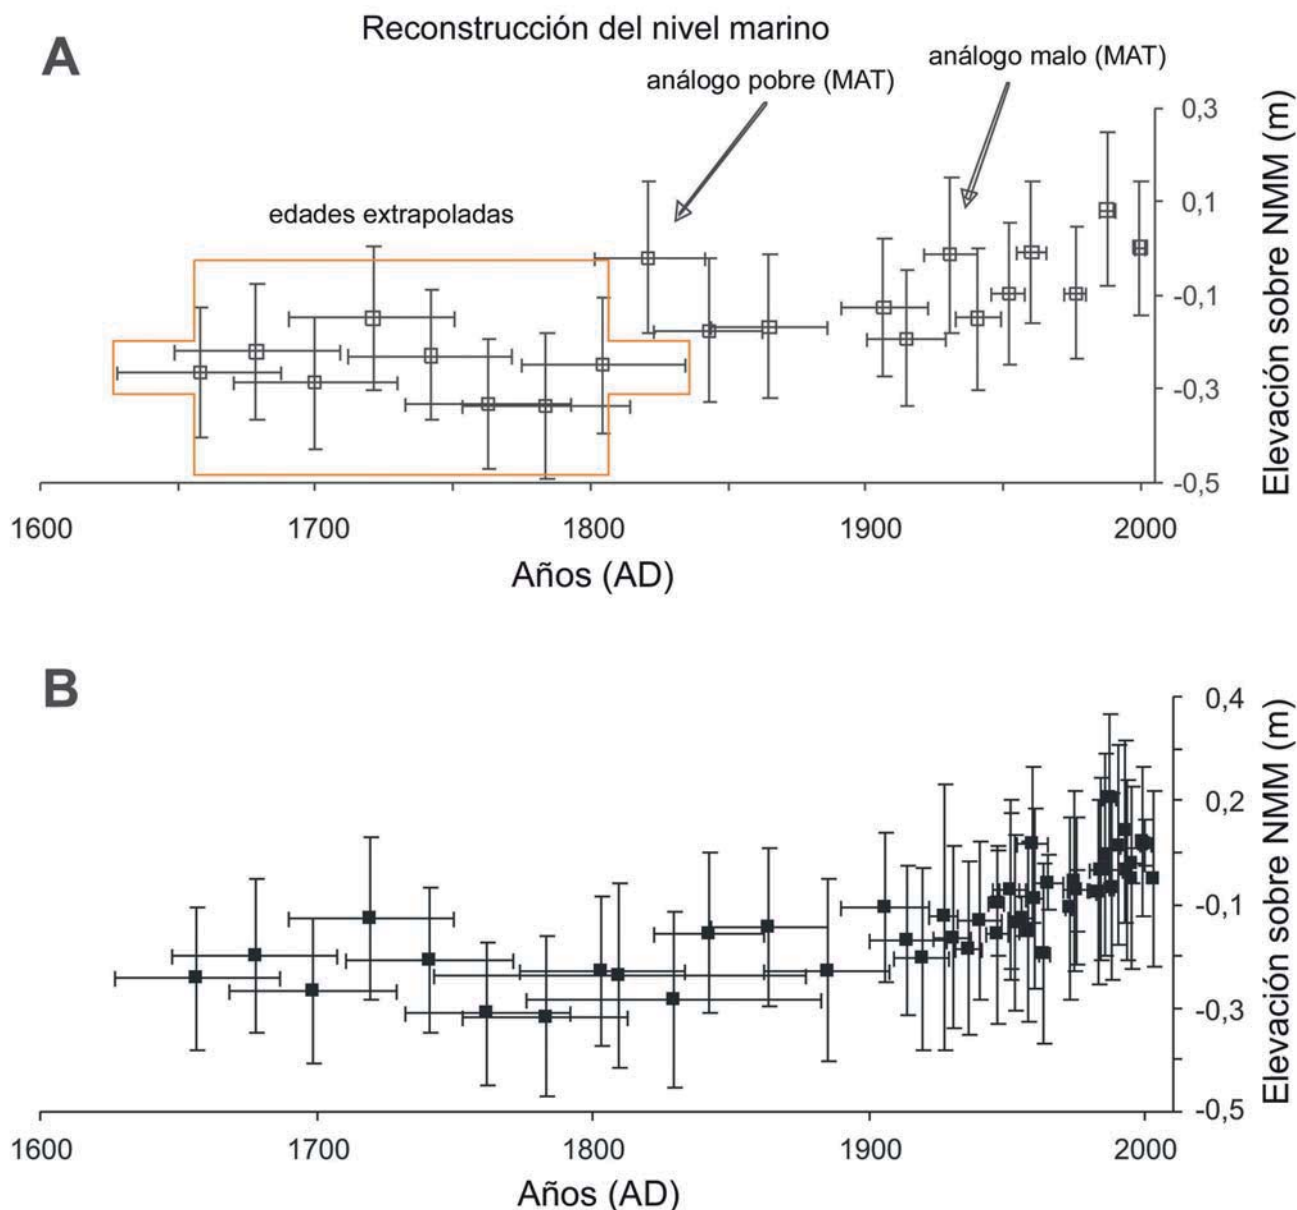 A
Reconstrucción del nivel marino
análogo pobre (MAT)
análogo malo (MAT)
edades extrapoladas
0,3
0,1
-0,1
-0,3
-0,5
Elevación sobre NMM (m)
1600
1700
1800
1900
2000
Años (AD)
B
0,4
0,2
-0,1
-0,3
-0,5
Elevación sobre NMM (m)
1600
1700
1800
1900
2000
Años (AD)